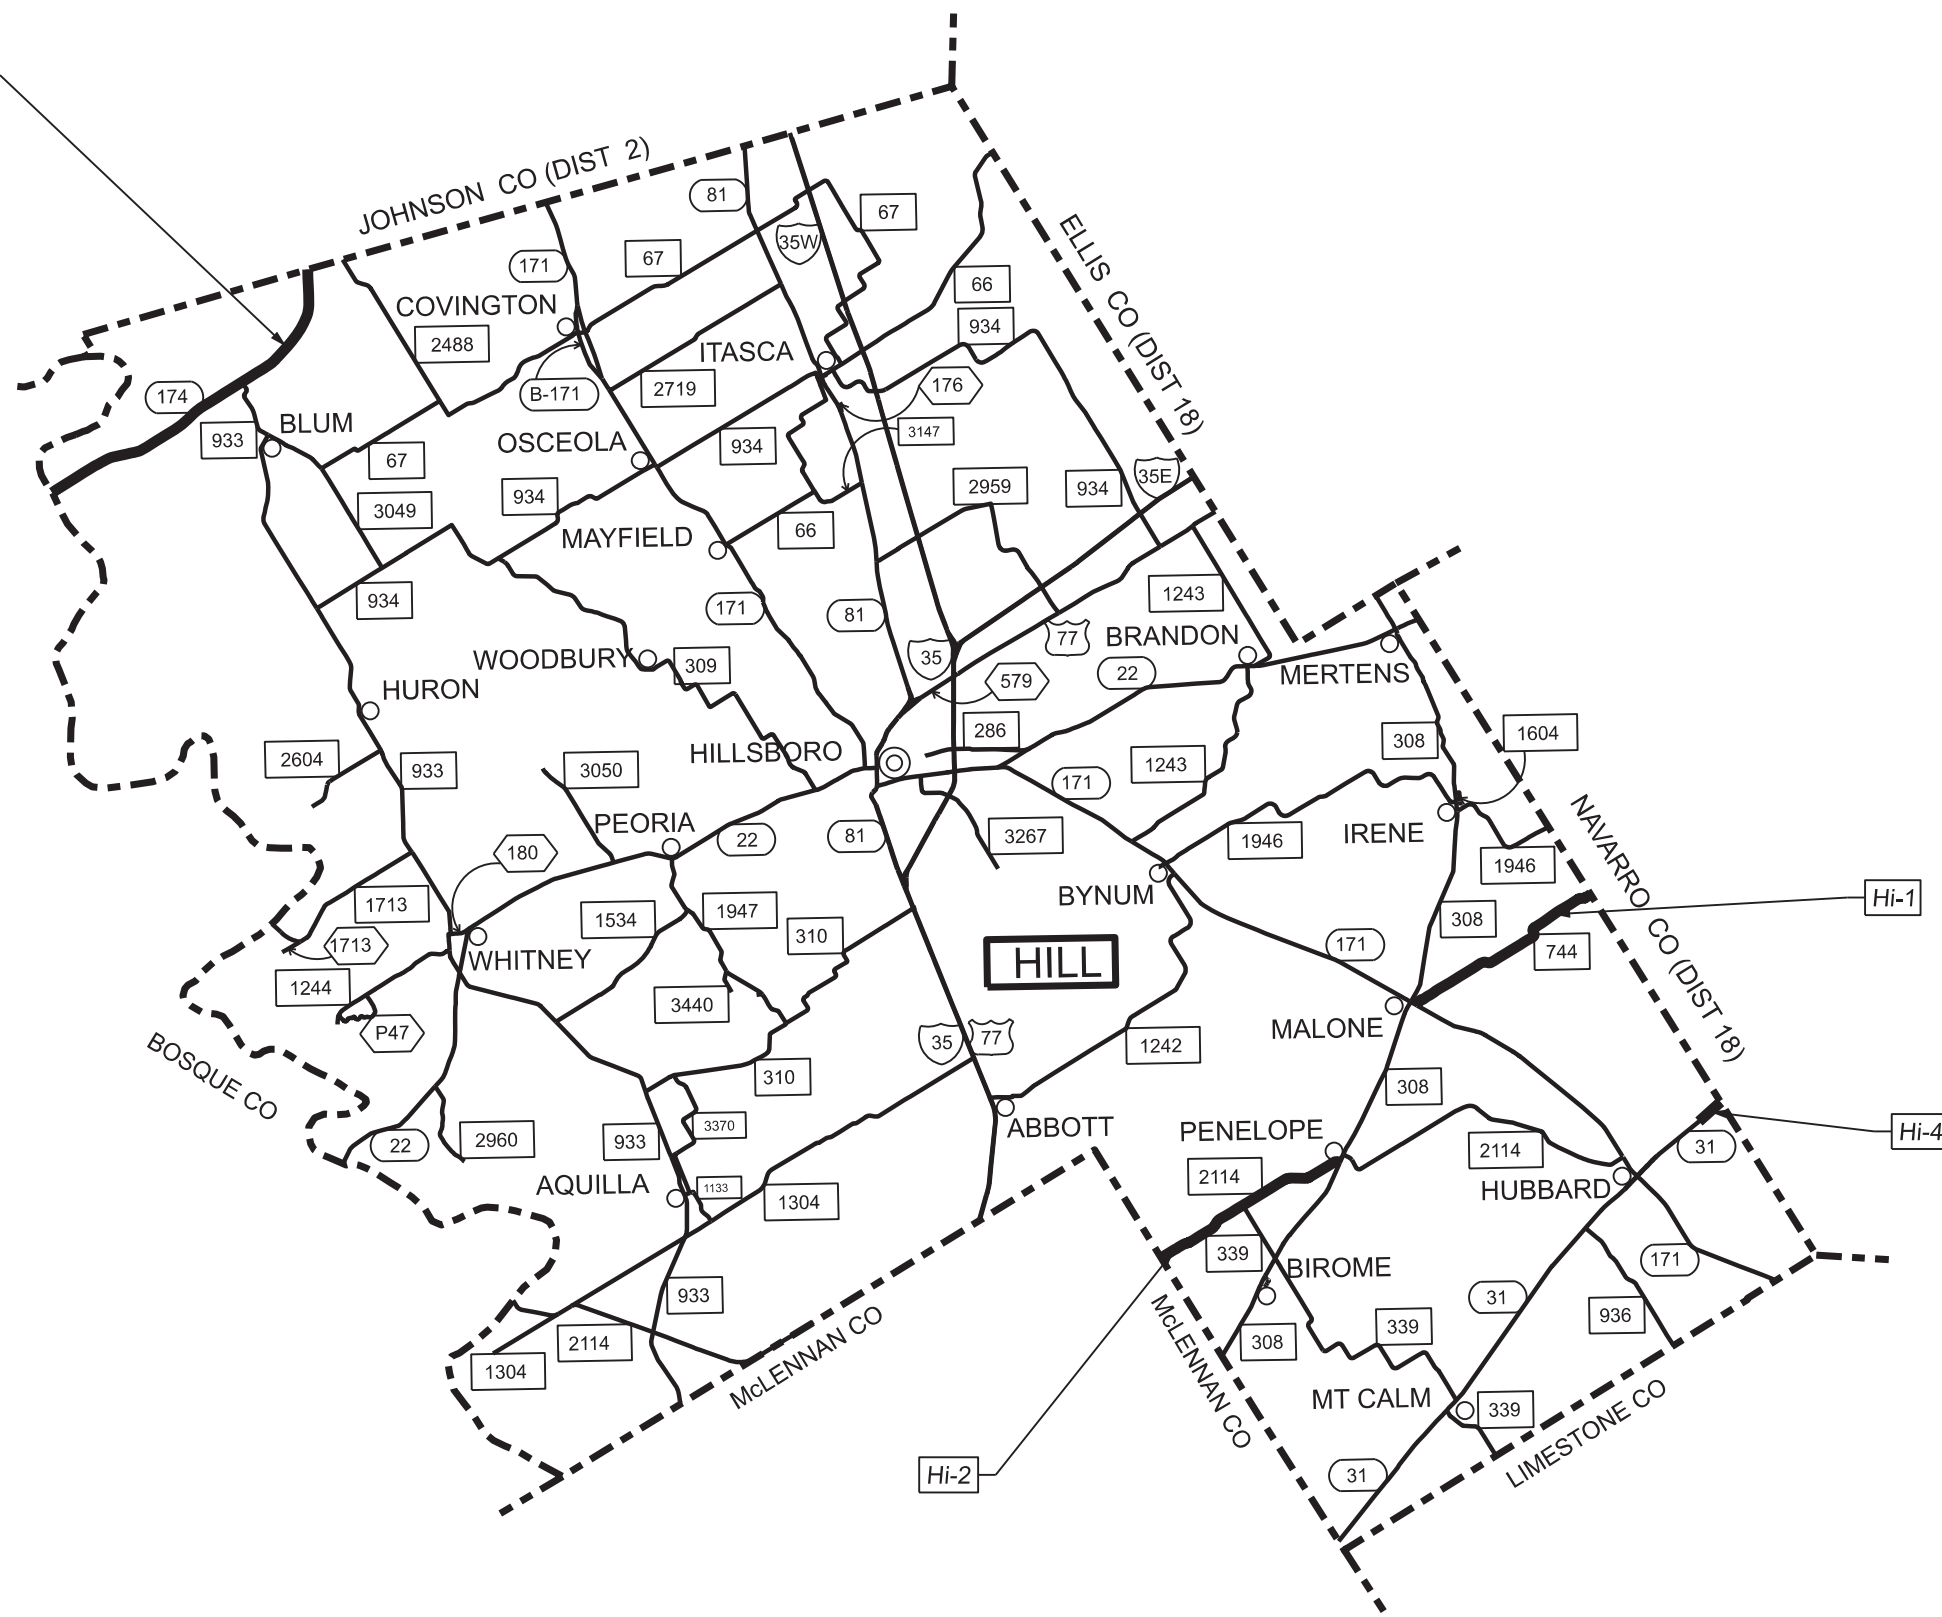 JOHNSON CO (DIST 2)
81
67
35W
171
67
ELLIS CO (DIST 18)
66
COVINGTON
934
2488
ITASCA
B-171
2719
176
174
BLUM
933
OSCEOLA
934
3147
67
35E
2959
934
934
3049
MAYFIELD
66
934
1243
171
81
77
BRANDON
35
WOODBURY
309
22
MERTENS
HURON
579
286
308
1604
HILLSBORO
2604
933
3050
1243
171
PEORIA
22
81
3267
IRENE
1946
180
1946
NAVARRO CO (DIST 18)
BYNUM
Hi-1
1713
1534
1947
310
308
171
1713
WHITNEY
HILL
744
1244
3440
P47
MALONE
35
77
1242
BOSQUE CO
310
308
3370
ABBOTT
PENELOPE
Hi-4
22
2960
933
2114
31
2114
AQUILLA
1133
1304
HUBBARD
339
171
BIROME
933
31
936
339
McLENNAN CO
308
2114
McLENNAN CO
1304
MT CALM
339
LIMESTONE CO
Hi-2
31